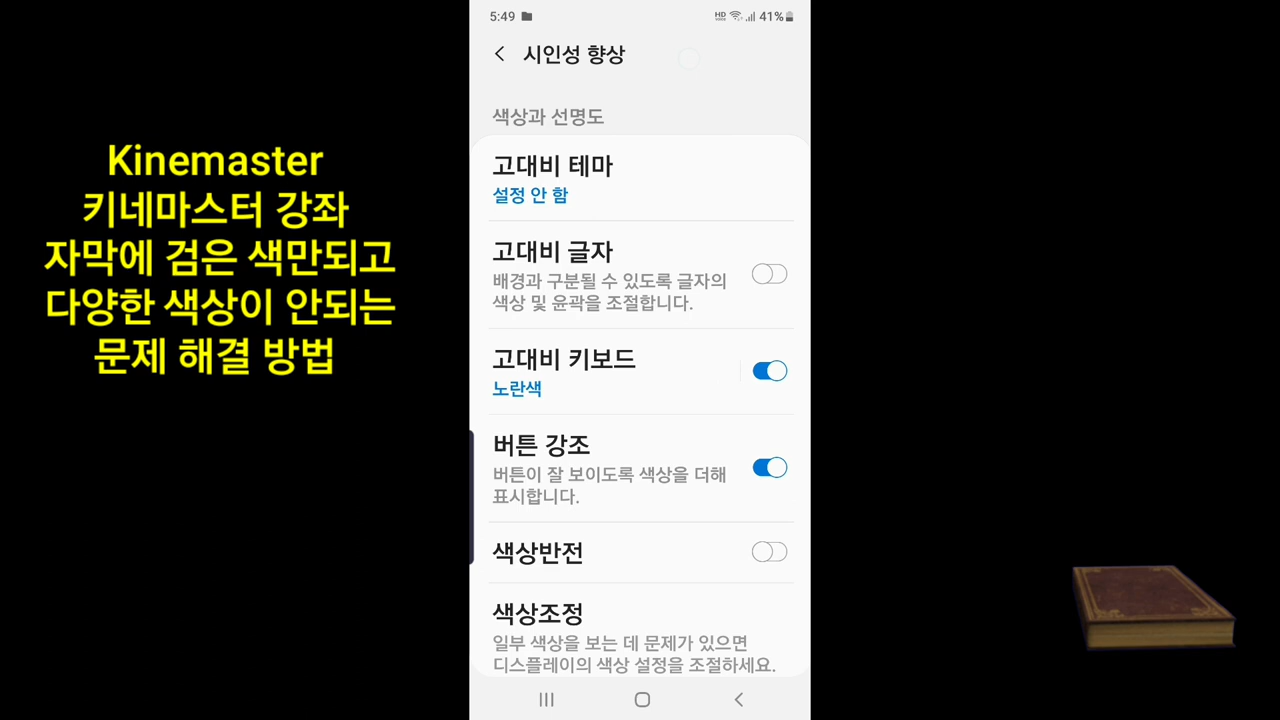 Kinemaster
키네마스터 강좌
자막에 검은 색만되고
다양한 색상이 안되는
문제 해결 방법
5:49
41%
시인성 향상
색상과 선명도
고대비 테마
설정 안 함
고대비 글자
배경과 구분될 수 있도록 글자의
색상 및 윤곽을 조절합니다.
고대비 키보드
노란색
버튼 강조
버튼이 잘 보이도록 색상을 더해
표시합니다.
색상반전
색상조정
일부 색상을 보는 데 문제가 있으면
디스플레이의 색상 설정을 조절하세요.